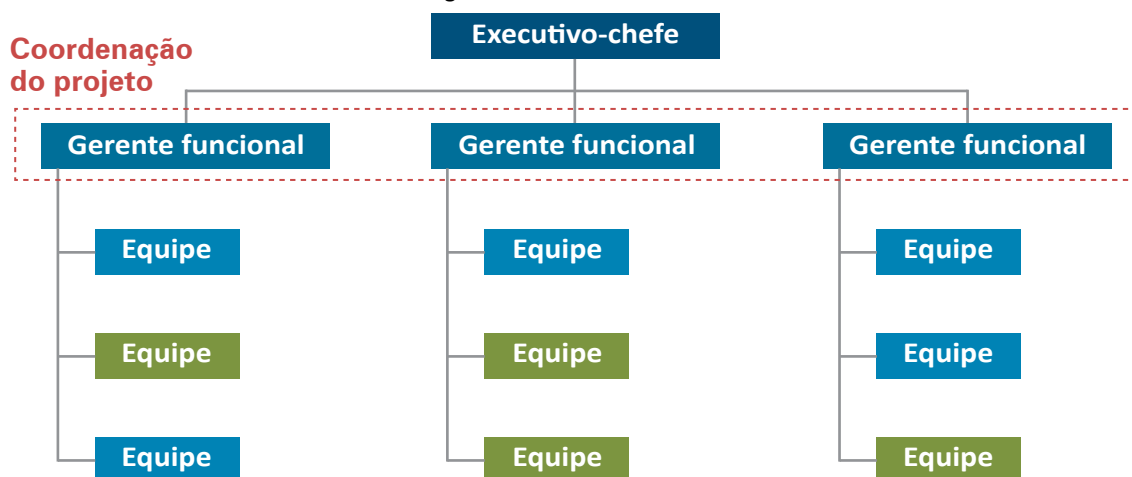 Executivo-chefe
Coordenação
do projeto
Gerente funcional
Gerente funcional
Gerente funcional
Equipe
Equipe
Equipe
Equipe
Equipe
Equipe
Equipe
Equipe
Equipe